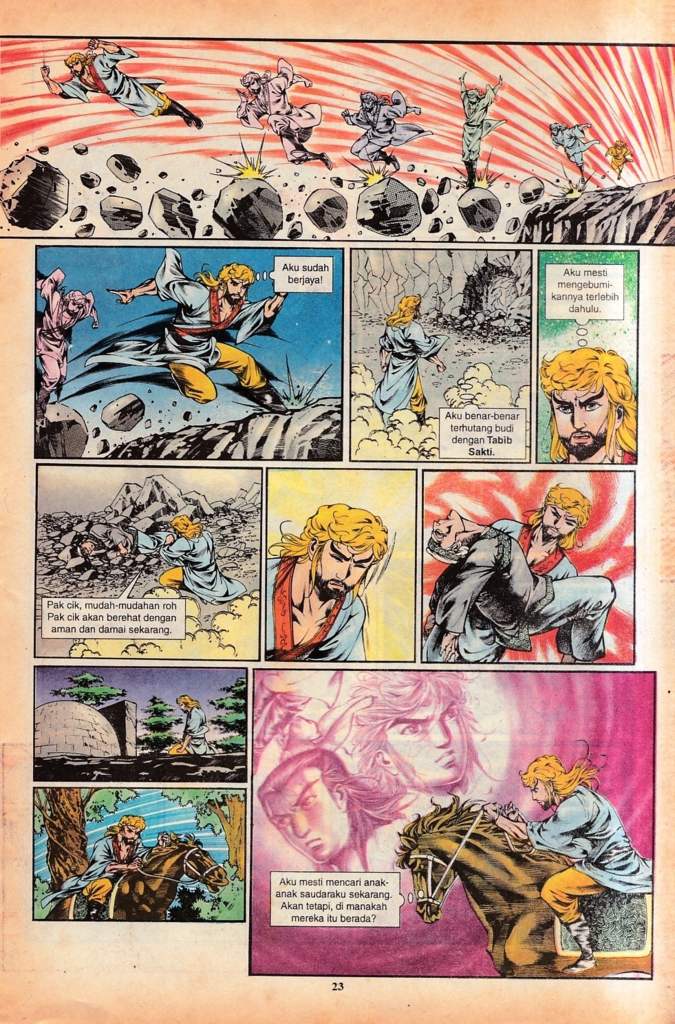 Aku sudah
berjaya!
Aku benar-benar
terhutang budi
dengan Tabib
Sakti.
Aku mesti
mengebumi-
kannya terlebih
dahulu.
Pak cik, mudah-mudahan roh
Pak cik akan berehat dengan
aman dan damai sekarang.
Aku mesti mencari anak-
anak saudaraku sekarang.
Akan tetapi, di manakah
mereka itu berada?
23